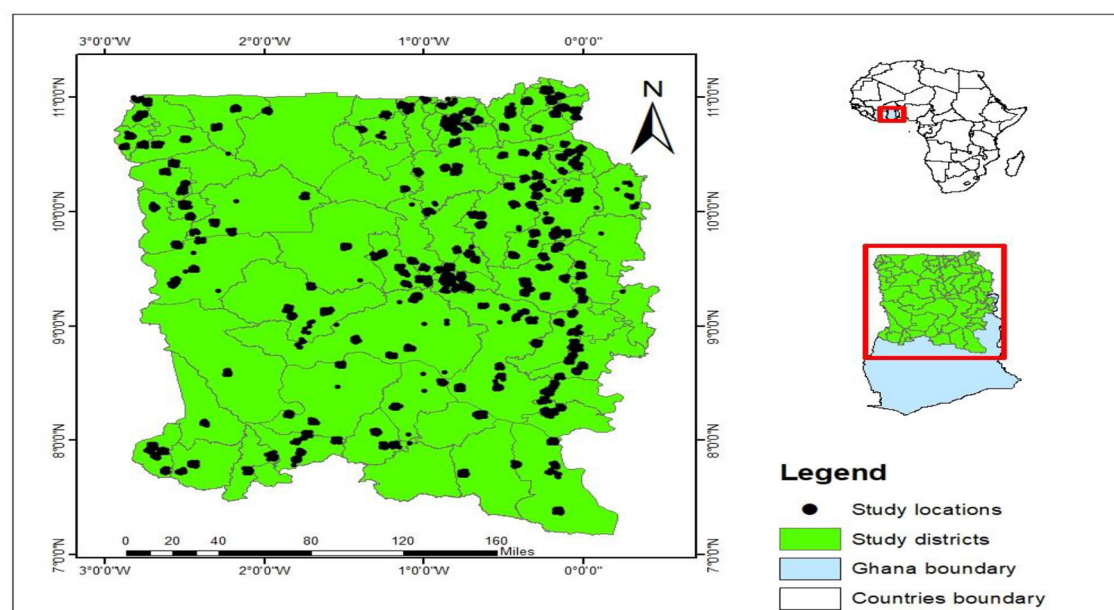 3°0'0"W 2°0'0"W 1°0'0"W 0°0'0"
11°0'0"N 11°0'0"N
N
10°0'0"N 10°0'0"N
9°0'0"N 9°0'0"N
8°0'0"N 8°0'0"N
7°0'0"N 7°0'0"N
0 20 40 80 120 160
Miles
3°0'0"W 2°0'0"W 1°0'0"W 0°0'0"
Legend
Study locations
Study districts
Ghana boundary
Countries boundary